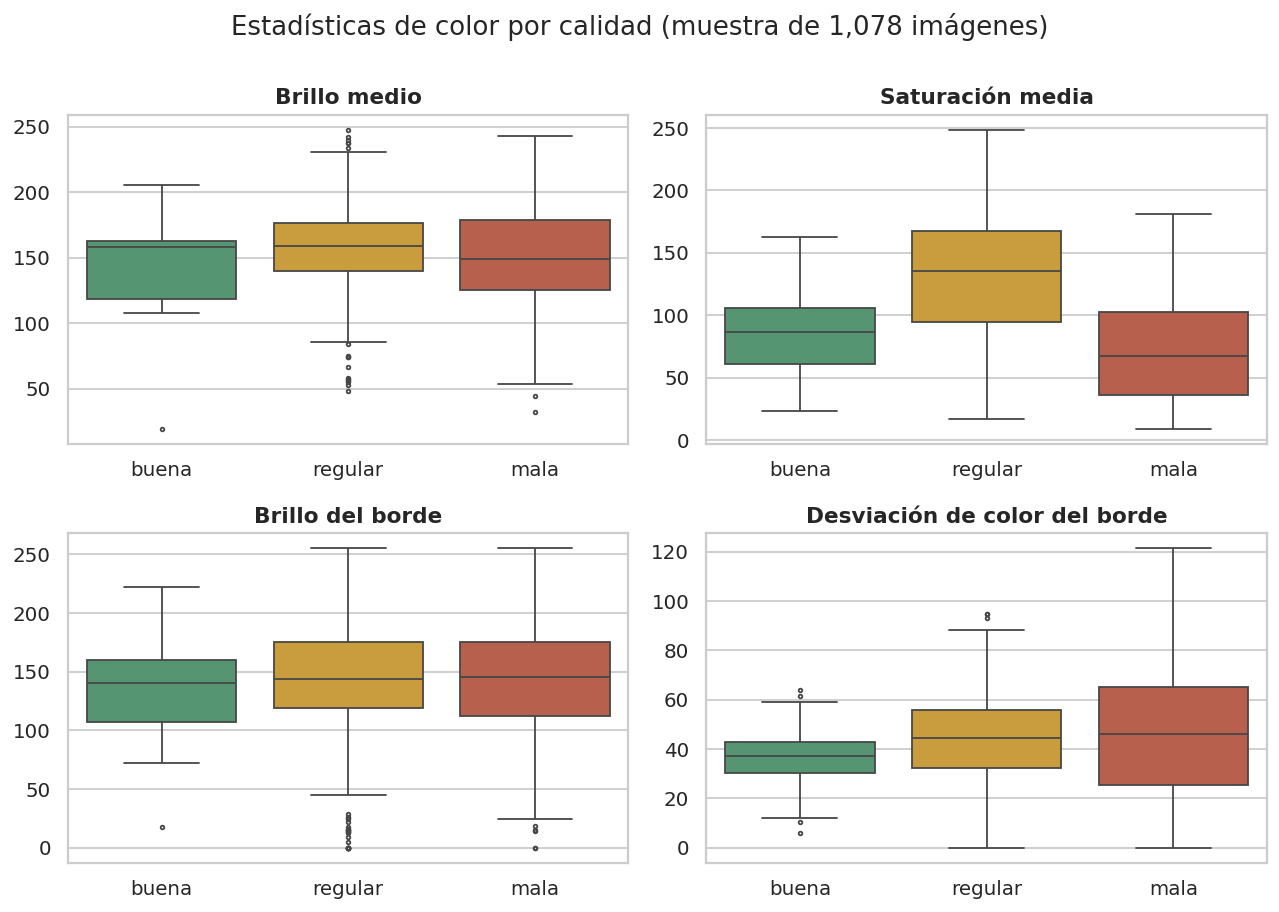 Estadísticas de color por calidad (muestra de 1,078 imágenes)
Brillo medio
250
200
150
100
50
buena regular mala
Saturación media
250
200
150
100
50
0
buena regular mala
Brillo del borde
250
200
150
100
50
0
buena regular mala
Desviación de color del borde
120
100
80
60
40
20
0
buena regular mala